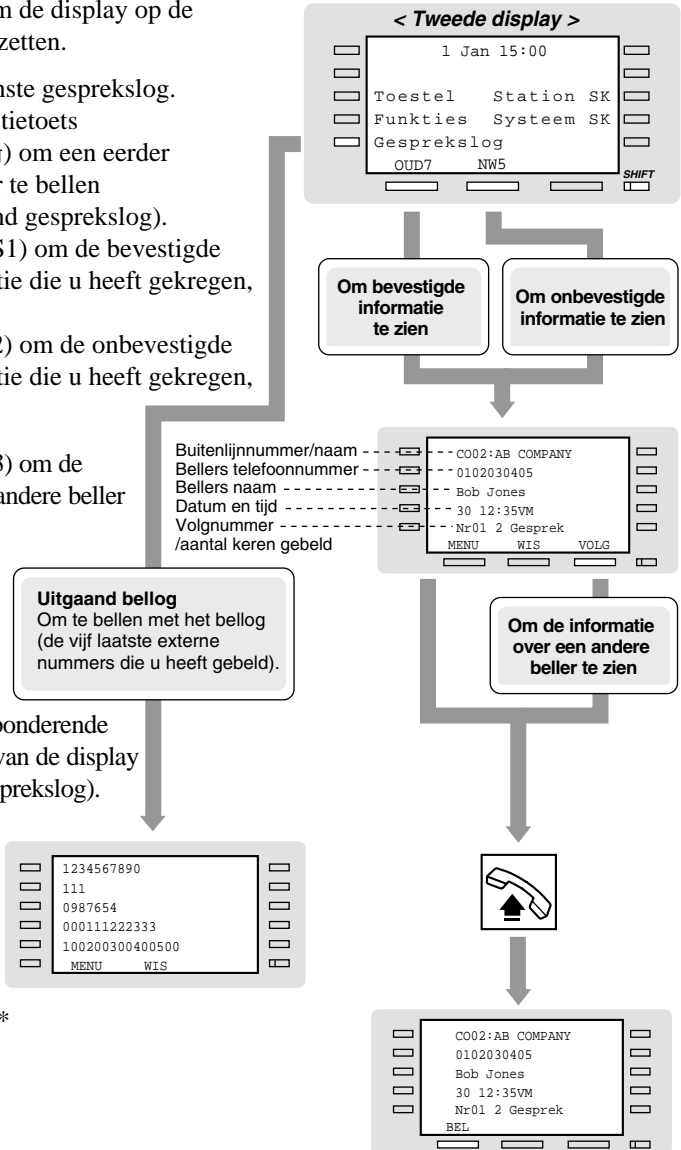 m de display op de
zetten.
nste gesprekslog.
tietoets
) om een eerder
r te bellen
nd gesprekslog).
S1) om de bevestigde
tie die u heeft gekregen,
2) om de onbevestigde
tie die u heeft gekregen,
3) om de
andere beller
ponderende
van de display
sprekslog).
< Tweede display >
1 Jan 15:00
Toestel Station SK
Funkties Systeem SK
Gesprekslog
OUD7 NW5
SHIFT
Om bevestigde
informatie
te zien
Om onbevestigde
informatie te zien
Buitenlijnnummer/naam
Bellers telefoonnummer
Bellers naam
Datum en tijd
Volgnummer
/aantal keren gebeld
CO02:AB COMPANY
0102030405
Bob Jones
30 12:35VM
Nr01 2 Gesprek
MENU WIS VOLG
Uitgaand bellog
Om te bellen met het bellog
(de vijf laatste externe
nummers die u heeft gebeld).
Om de informatie
over een andere
beller te zien
1234567890
111
0987654
000111222333
100200300400500
MENU WIS
*
CO02:AB COMPANY
0102030405
Bob Jones
30 12:35VM
Nr01 2 Gesprek
BEL